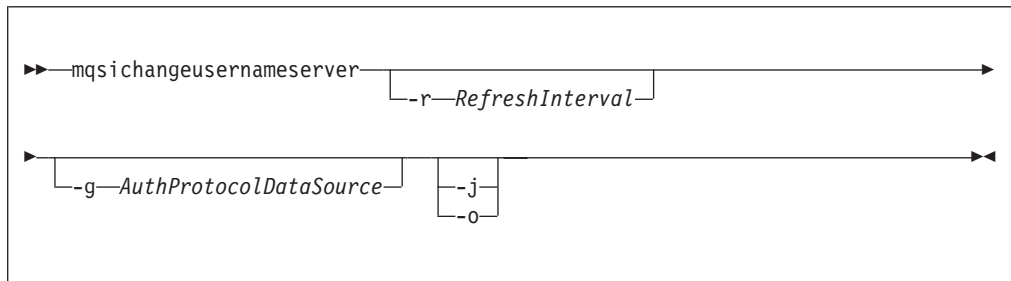 mqsichangeusernameserver
-r RefreshInterval
-g AuthProtocolDataSource -j
-o